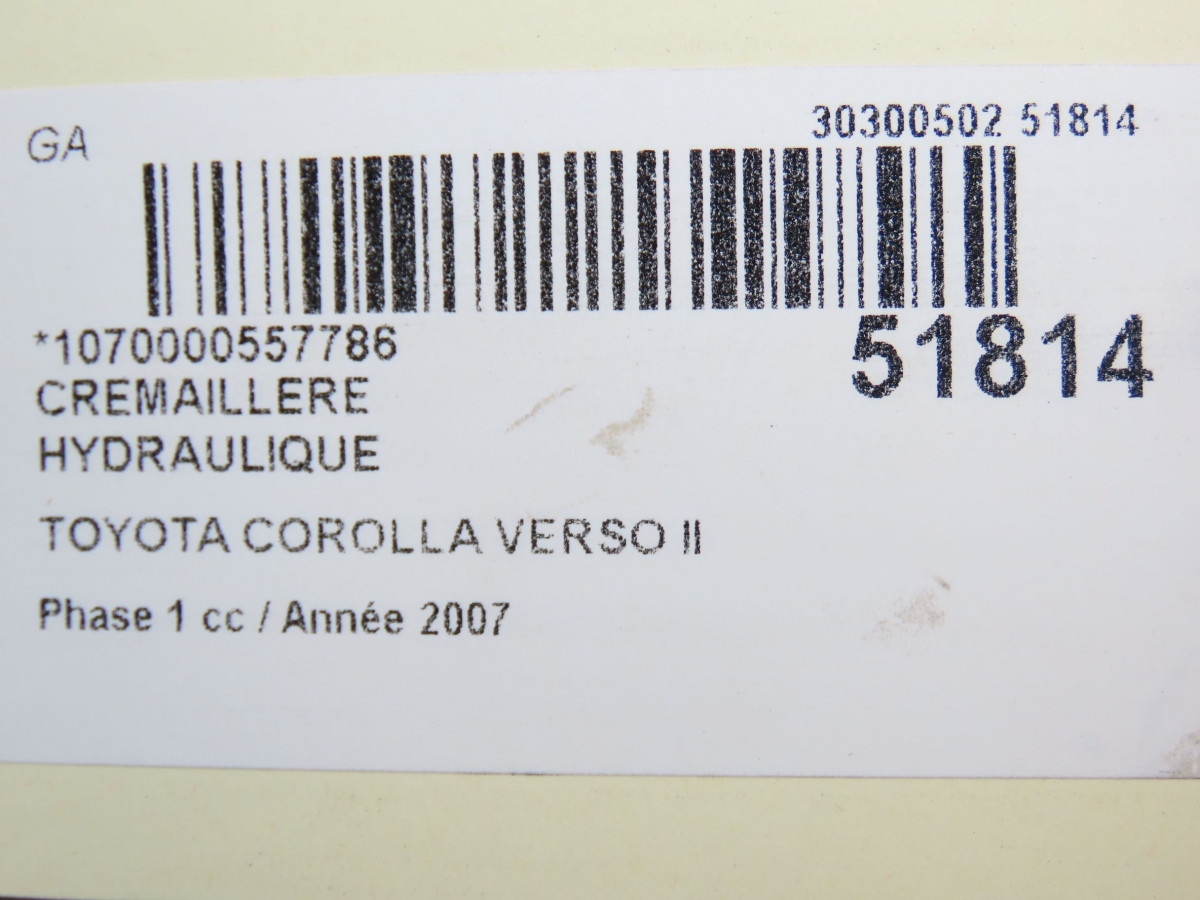 GA
30300502 51814
*1070000557786
51814
CREMAILLERE
HYDRAULIQUE
TOYOTA COROLLA VERSO II
Phase 1 cc / Année 2007